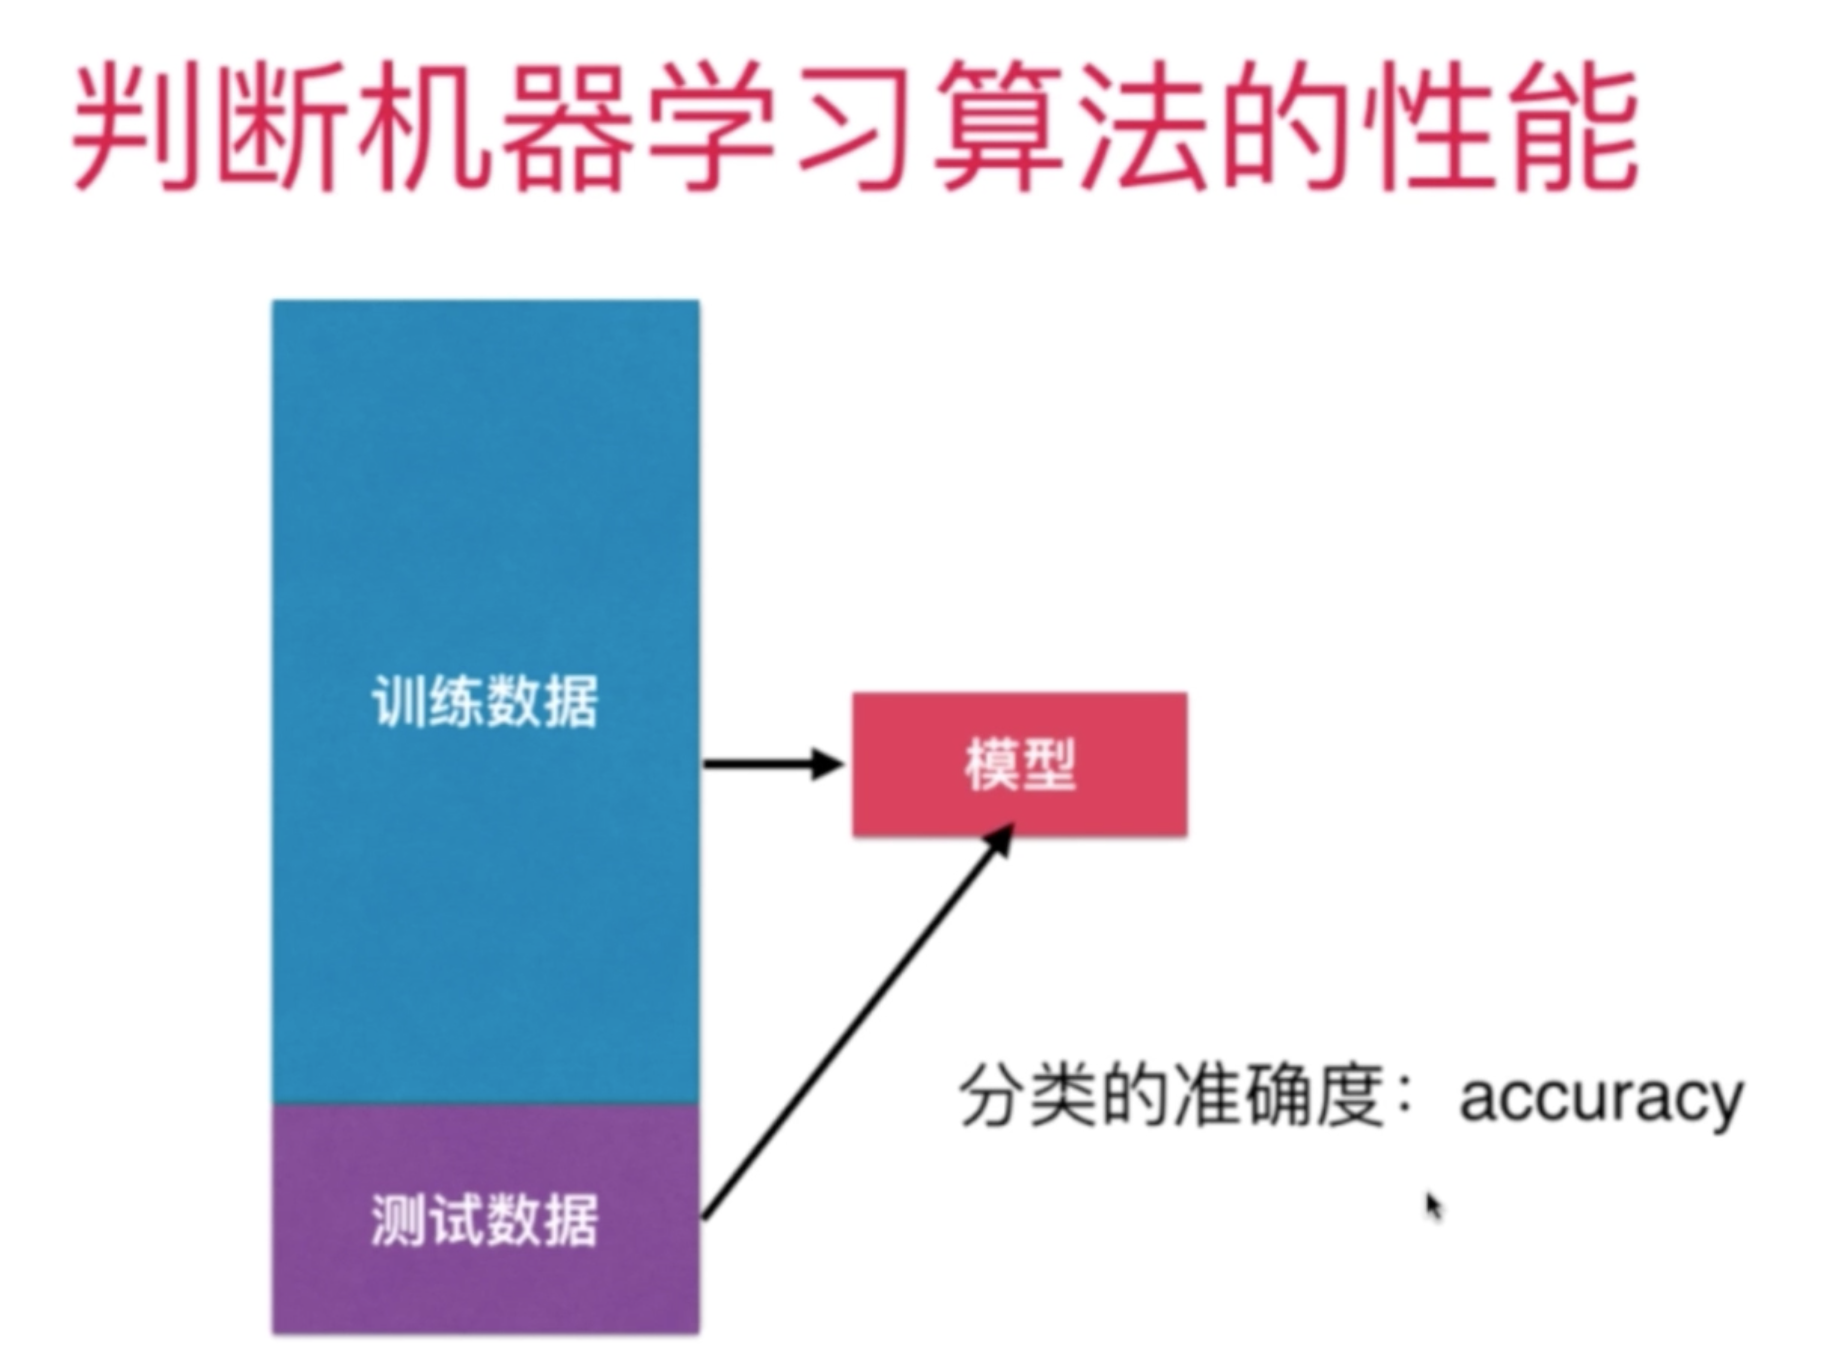 判断机器学习算法的性能
训练数据
模型
分类的准确度：accuracy
测试数据